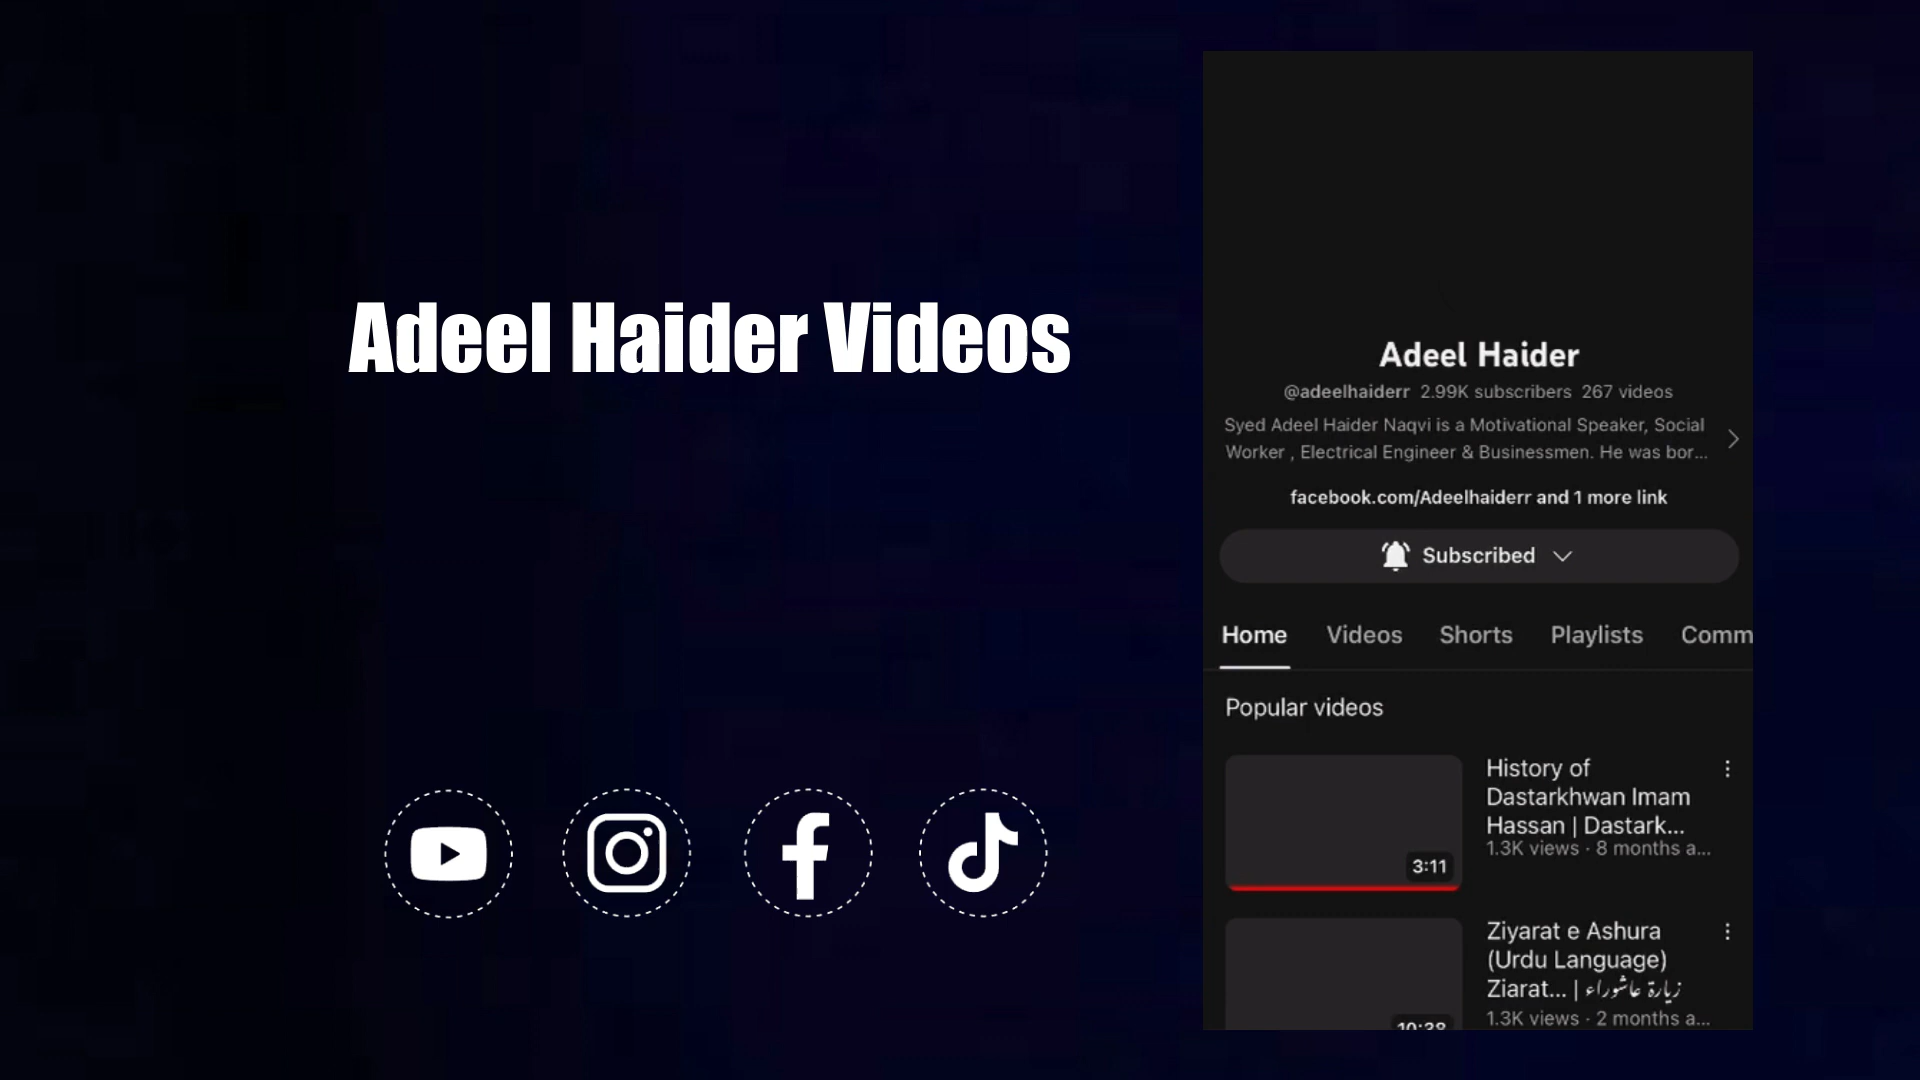 Adeel Haider Videos
Adeel Haider
@adeelhaiderr 2.99K subscribers 267 videos
Syed Adeel Haider Naqvi is a Motivational Speaker, Social
Worker , Electrical Engineer & Businessmen. He was bor...
facebook.com/Adeelhaiderr and 1 more link
Subscribed
Home Videos Shorts Playlists Comm
Popular videos
History of
Dastarkhwan Imam
Hassan | Dastark...
1.3K views · 8 months a...
3:11
Ziyarat e Ashura
(Urdu Language)
Ziarat... | زيارة عاشوراء
1.3K views · 2 months a...
10:38